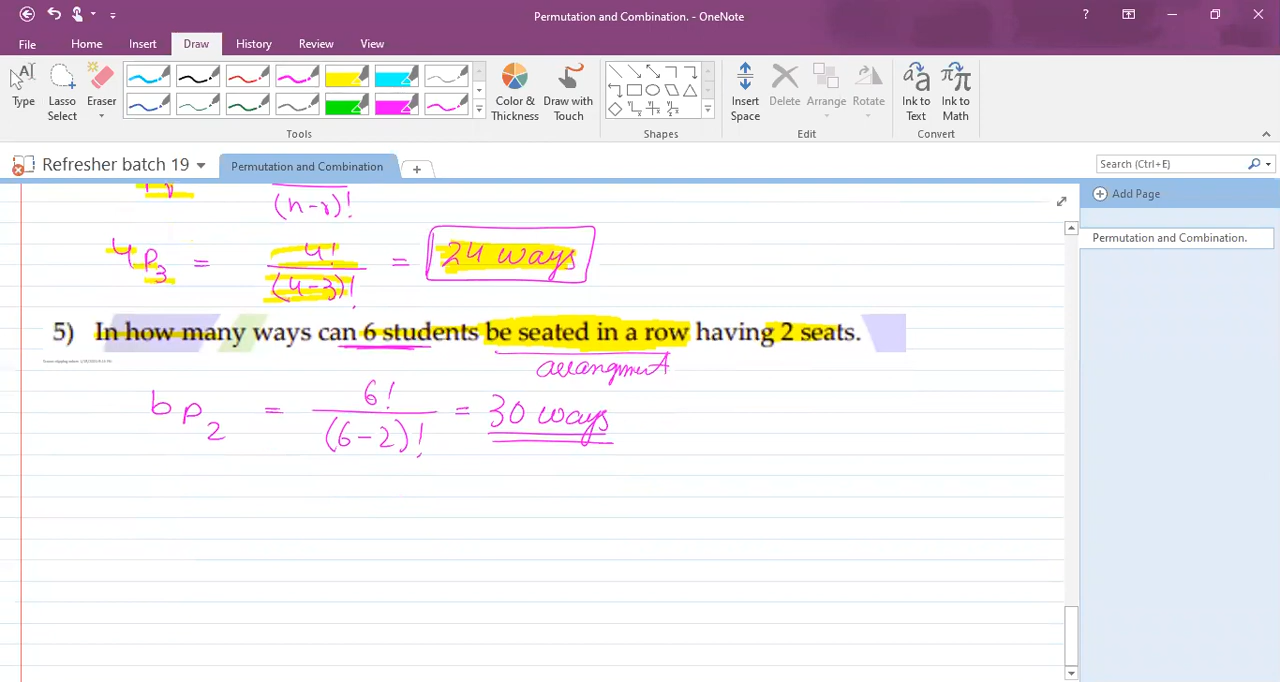 Permutation and Combination. - OneNote
?
File Home Insert Draw History Review View
Type
Lasso Select
Eraser
Color & Thickness
Draw with Touch
Insert Space
Delete
Arrange
Rotate
Ink to Text
Ink to Math
Tools
Shapes
Edit
Convert
Refresher batch 19
Permutation and Combination
Search (Ctrl+E)
Add Page
Permutation and Combination.
(n-r)!
4P3 = 4! / (4-3)! = 24 ways
5) In how many ways can 6 students be seated in a row having 2 seats.
arrangment
6P2 = 6! / (6-2)! = 30 ways